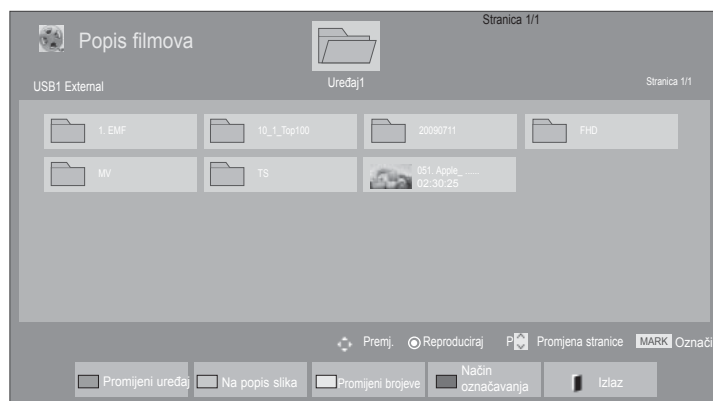 Stranica 1/1
Popis filmova
USB1 External
Uređaj1
Stranica 1/1
1. EMF
10_1_Top100
20090711
FHD
MV
TS
051. Apple_ ......
02:30:25
Premj.
Reproduciraj
P
Promjena stranice
MARK Označi
Promijeni uređaj
Na popis slika
Promijeni brojeve
Način
označavanja
Izlaz